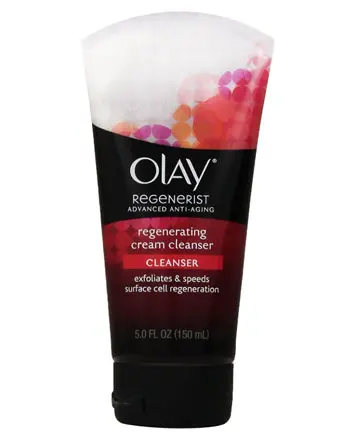 OLAY®
REGENERIST
ADVANCED ANTI-AGING
regenerating
cream cleanser
CLEANSER
exfoliates & speeds
surface cell regeneration
5.0 FL OZ (150 mL)